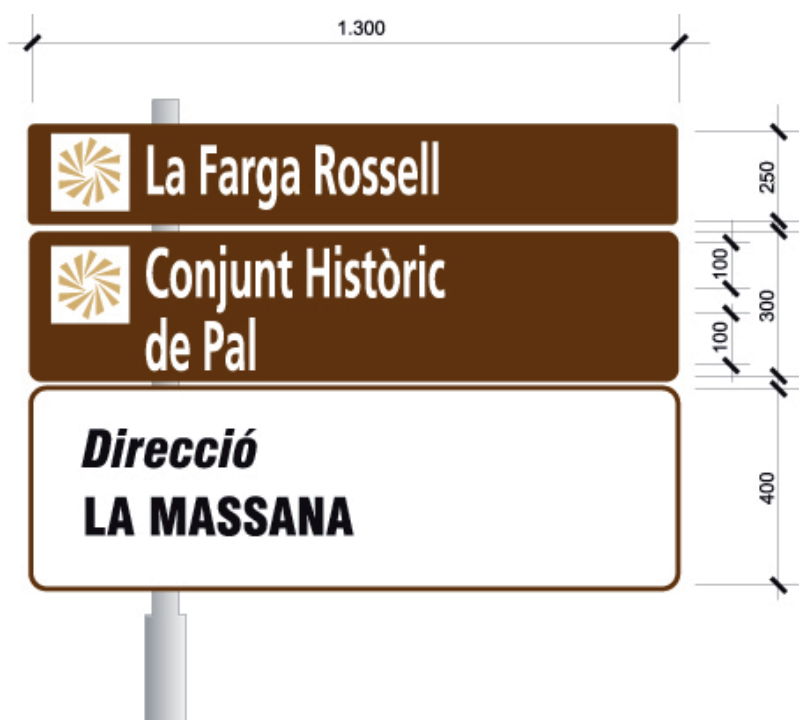 1.300
La Farga Rossell
250
Conjunt Històric
de Pal
100
100
300
Direcció
LA MASSANA
400